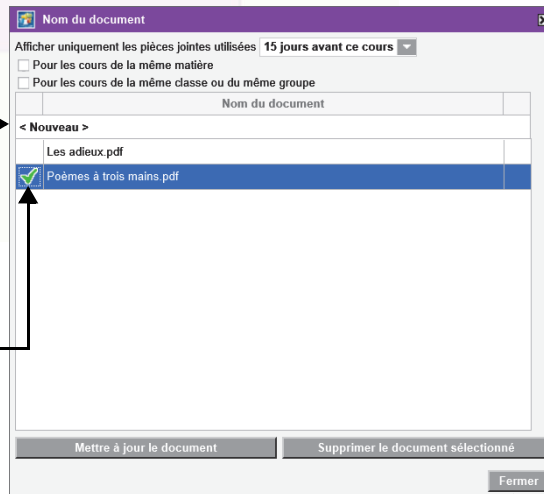 Nom du document
Afficher uniquement les pièces jointes utilisées 15 jours avant ce cours
Pour les cours de la même matière
Pour les cours de la même classe ou du même groupe
Nom du document
< Nouveau >
Les adieux.pdf
Poèmes à trois mains.pdf
Mettre à jour le document Supprimer le document sélectionné
Fermer